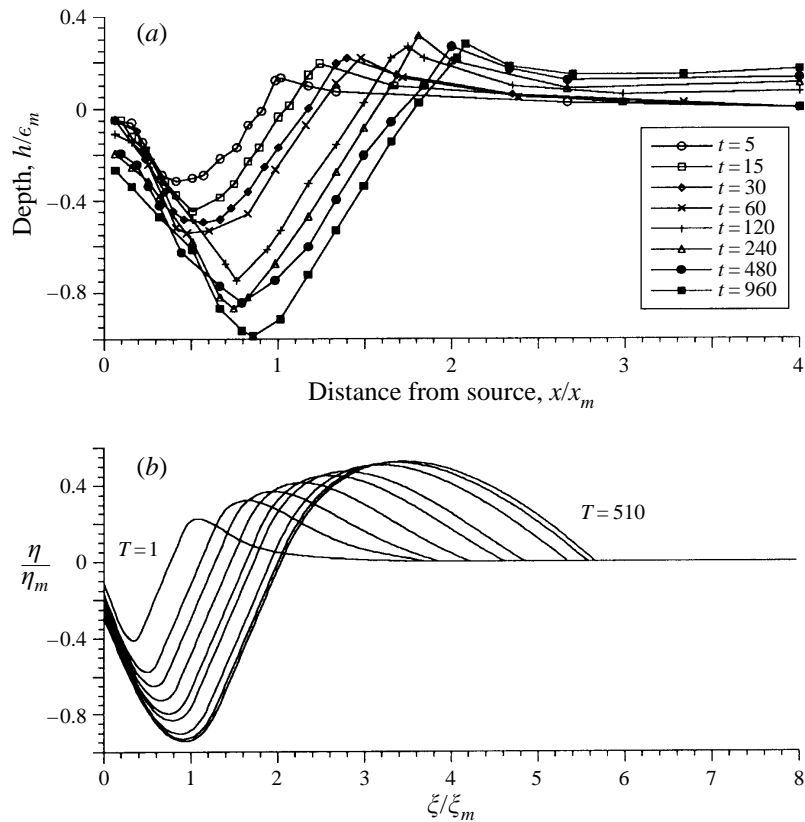 (a)
0.4
0
−0.4
−0.8
Depth, h/ϵm
t = 5
t = 15
t = 30
t = 60
t = 120
t = 240
t = 480
t = 960
0 1 2 3 4
Distance from source, x/xm
(b)
0.4
0
−0.4
−0.8
η/ηm
T = 1
T = 510
0 1 2 3 4 5 6 7 8
ξ/ξm